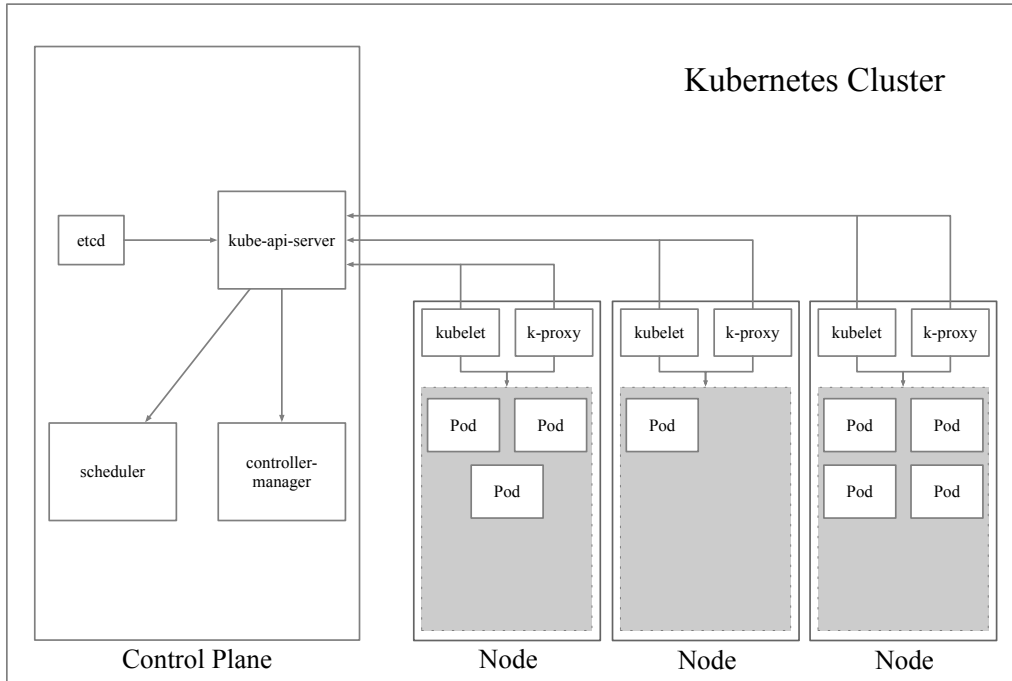 Kubernetes Cluster
etcd
kube-api-server
scheduler
controller-
manager
Control Plane
kubelet
k-proxy
Pod
Pod
Pod
Node
kubelet
k-proxy
Pod
Node
kubelet
k-proxy
Pod
Pod
Pod
Pod
Node